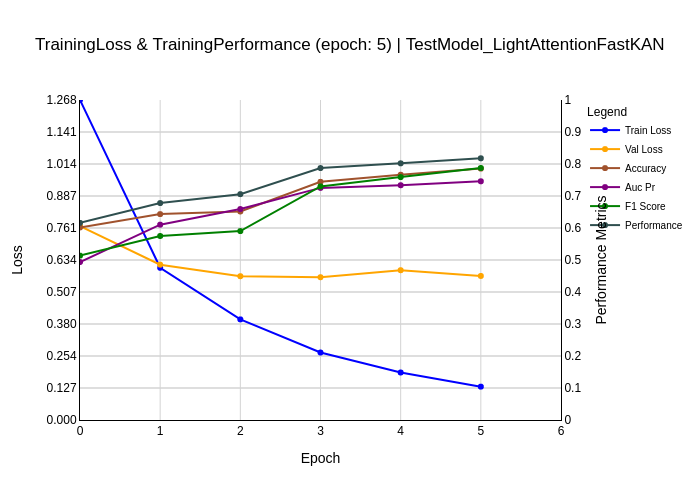 TrainingLoss & TrainingPerformance (epoch: 5) | TestModel_LightAttentionFastKAN
1.268
1.141
1.014
0.887
0.761
0.634
0.507
0.380
0.254
0.127
0.000
Loss
0 1 2 3 4 5 6
Epoch
1
0.9
0.8
0.7
0.6
0.5
0.4
0.3
0.2
0.1
0
Performance Metrics
Legend
Train Loss
Val Loss
Accuracy
Auc Pr
F1 Score
Performance